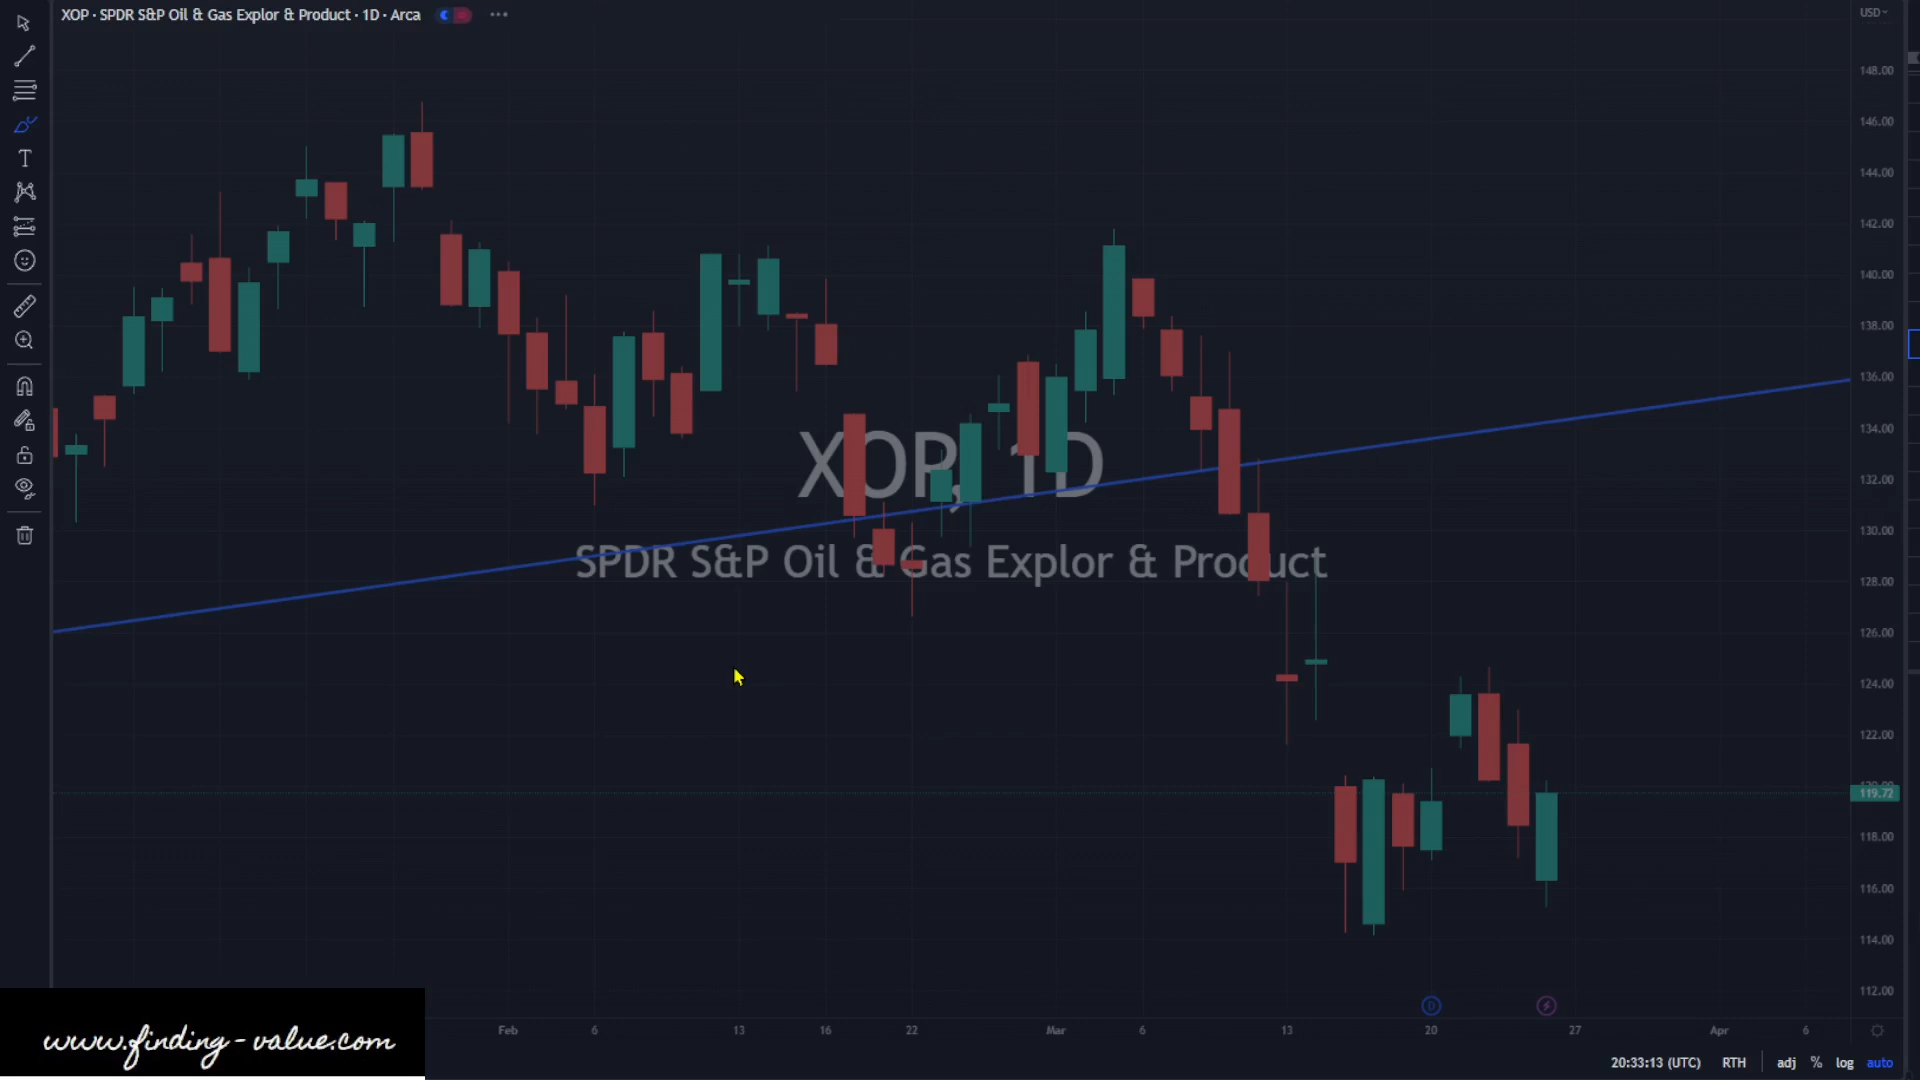 XOP · SPDR S&P Oil & Gas Explor & Product · 1D · Arca
USD
148.00
146.00
144.00
142.00
140.00
138.00
136.00
134.00
132.00
130.00
128.00
126.00
124.00
122.00
119.72
118.00
116.00
114.00
112.00
XOP, 1D
SPDR S&P Oil & Gas Explor & Product
D
Feb 6 13 16 22 Mar 6 13 20 27 Apr 6
www.finding-value.com
20:33:13 (UTC) RTH adj % log auto